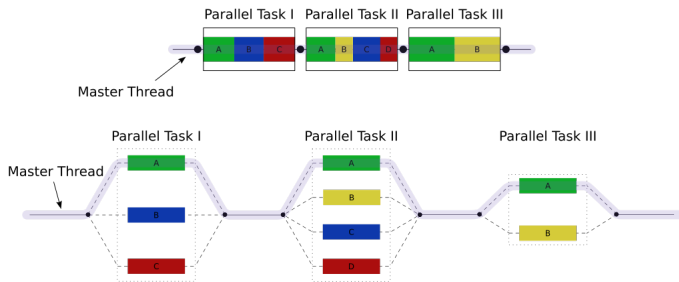 Parallel Task I Parallel Task II Parallel Task III
A B C A B C D A B
Master Thread
Parallel Task I Parallel Task II Parallel Task III
A A
Master Thread
B A
B C B
C D